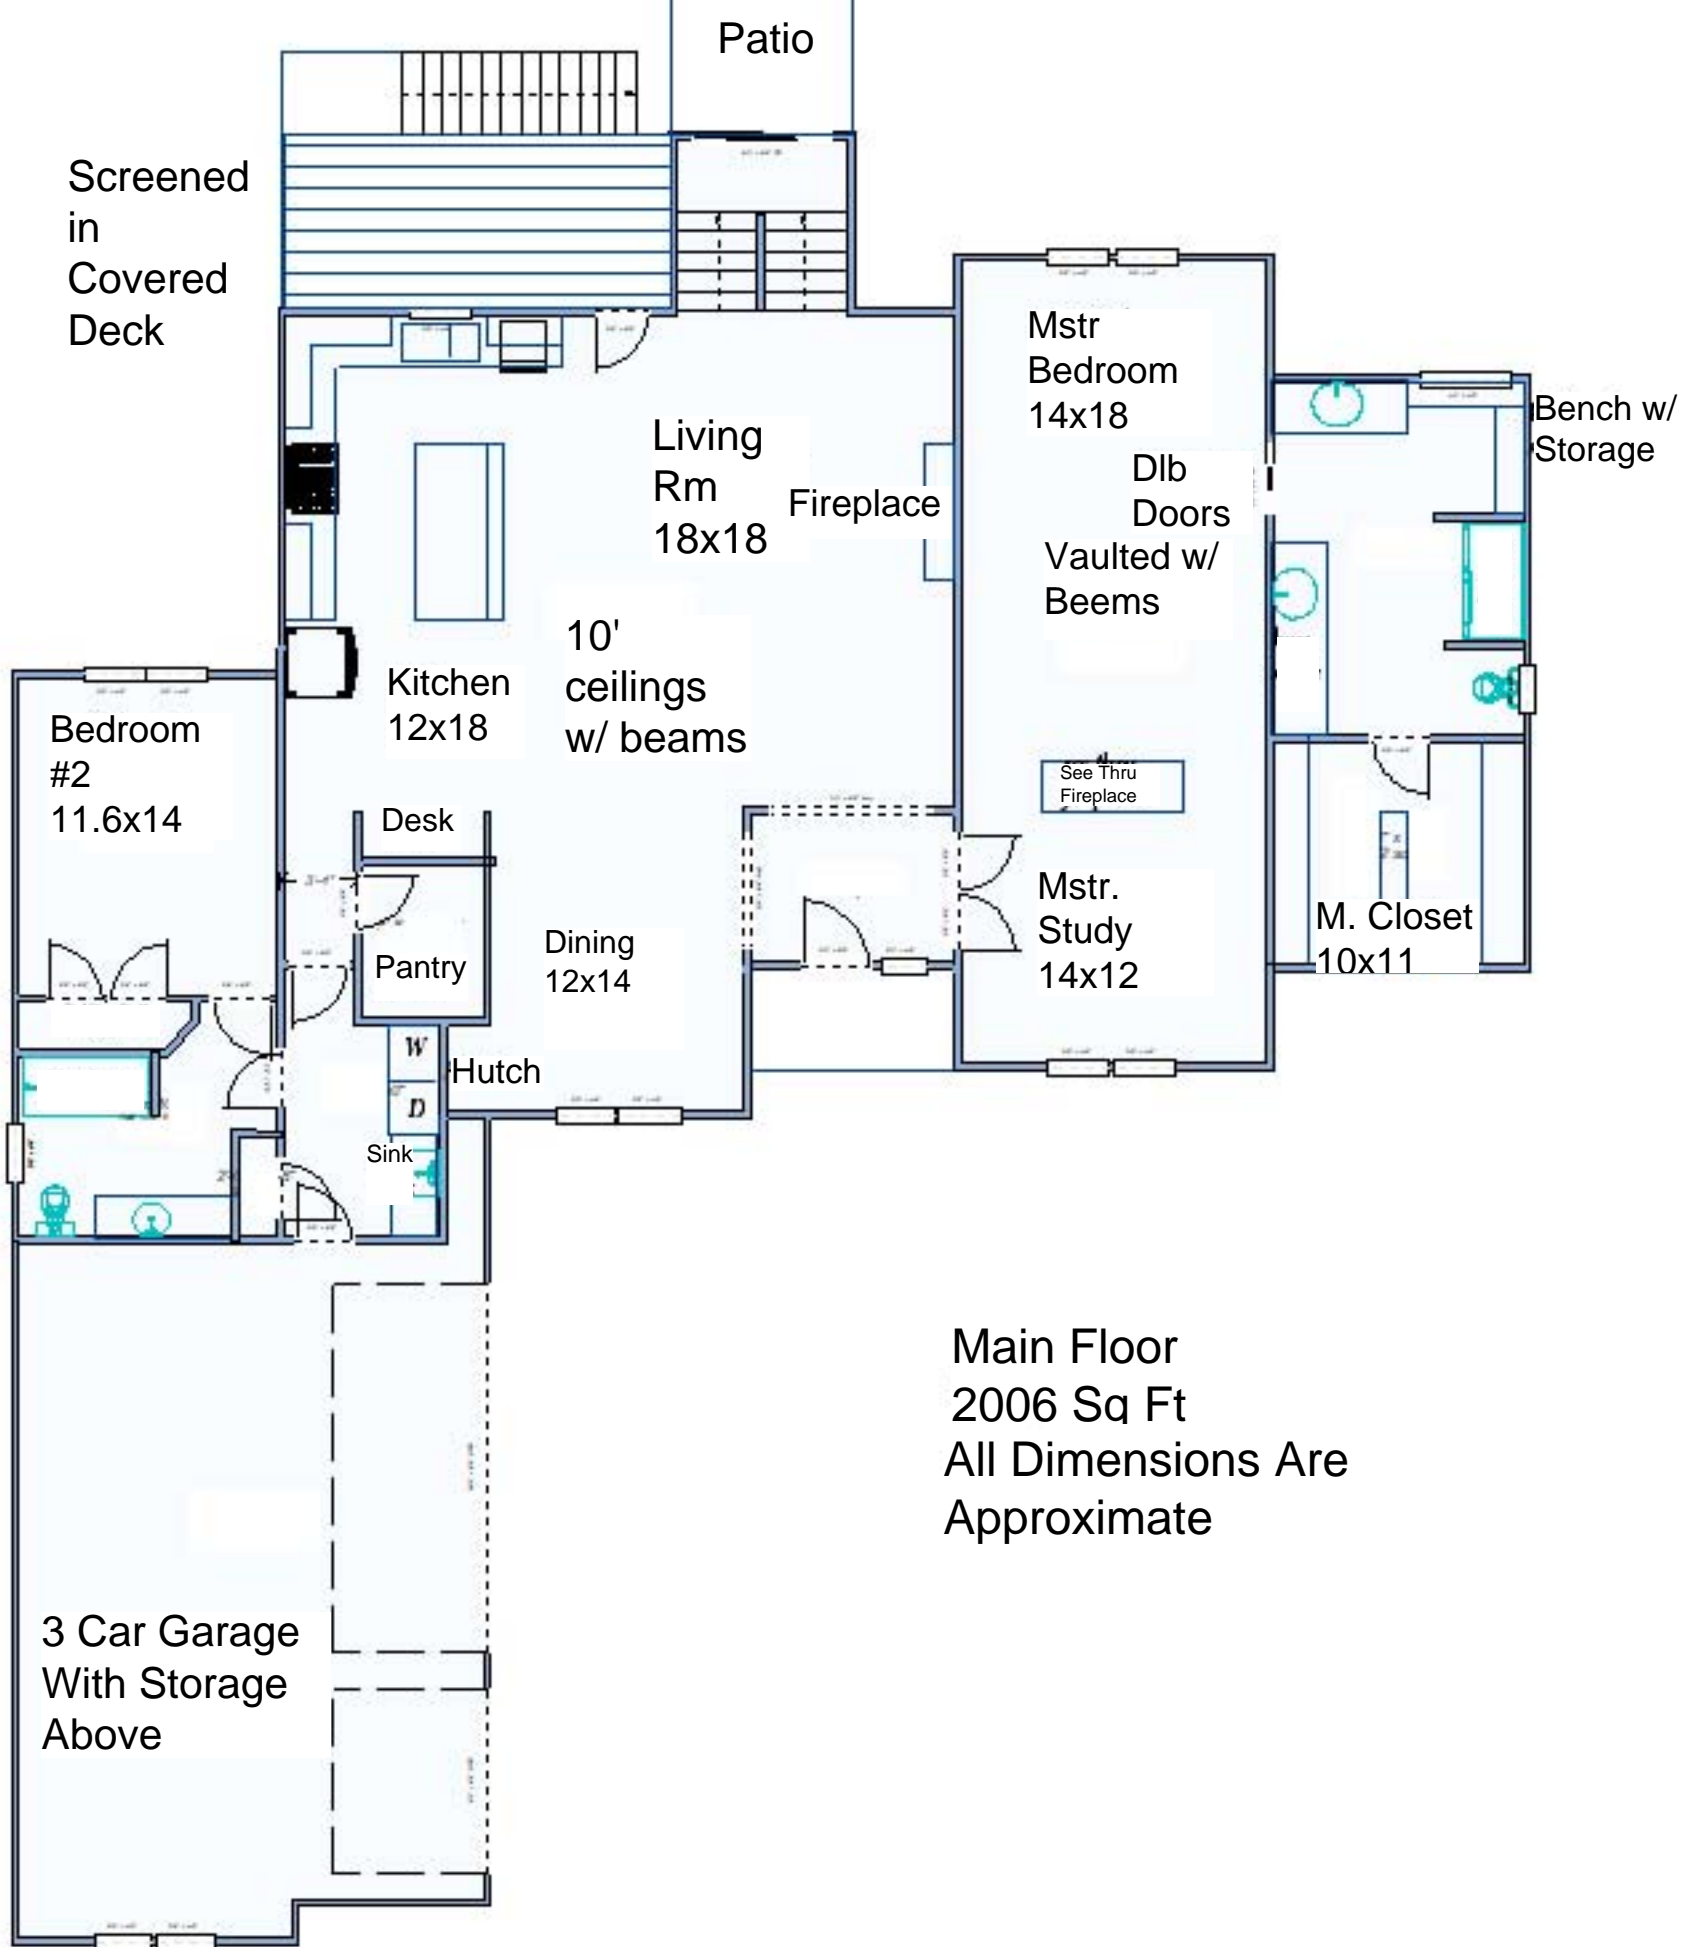 Patio
Screened
in
Covered
Deck
Mstr
Bedroom
14x18
Bench w/
Storage
Living
Rm
18x18
Fireplace
Dlb
Doors
Vaulted w/
Beems
10'
ceilings
w/ beams
Kitchen
12x18
Bedroom
#2
11.6x14
See Thru
Fireplace
Desk
Mstr.
Study
14x12
M. Closet
10x11
Dining
12x14
Pantry
W
Hutch
D
Sink
Main Floor
2006 Sq Ft
All Dimensions Are
Approximate
3 Car Garage
With Storage
Above